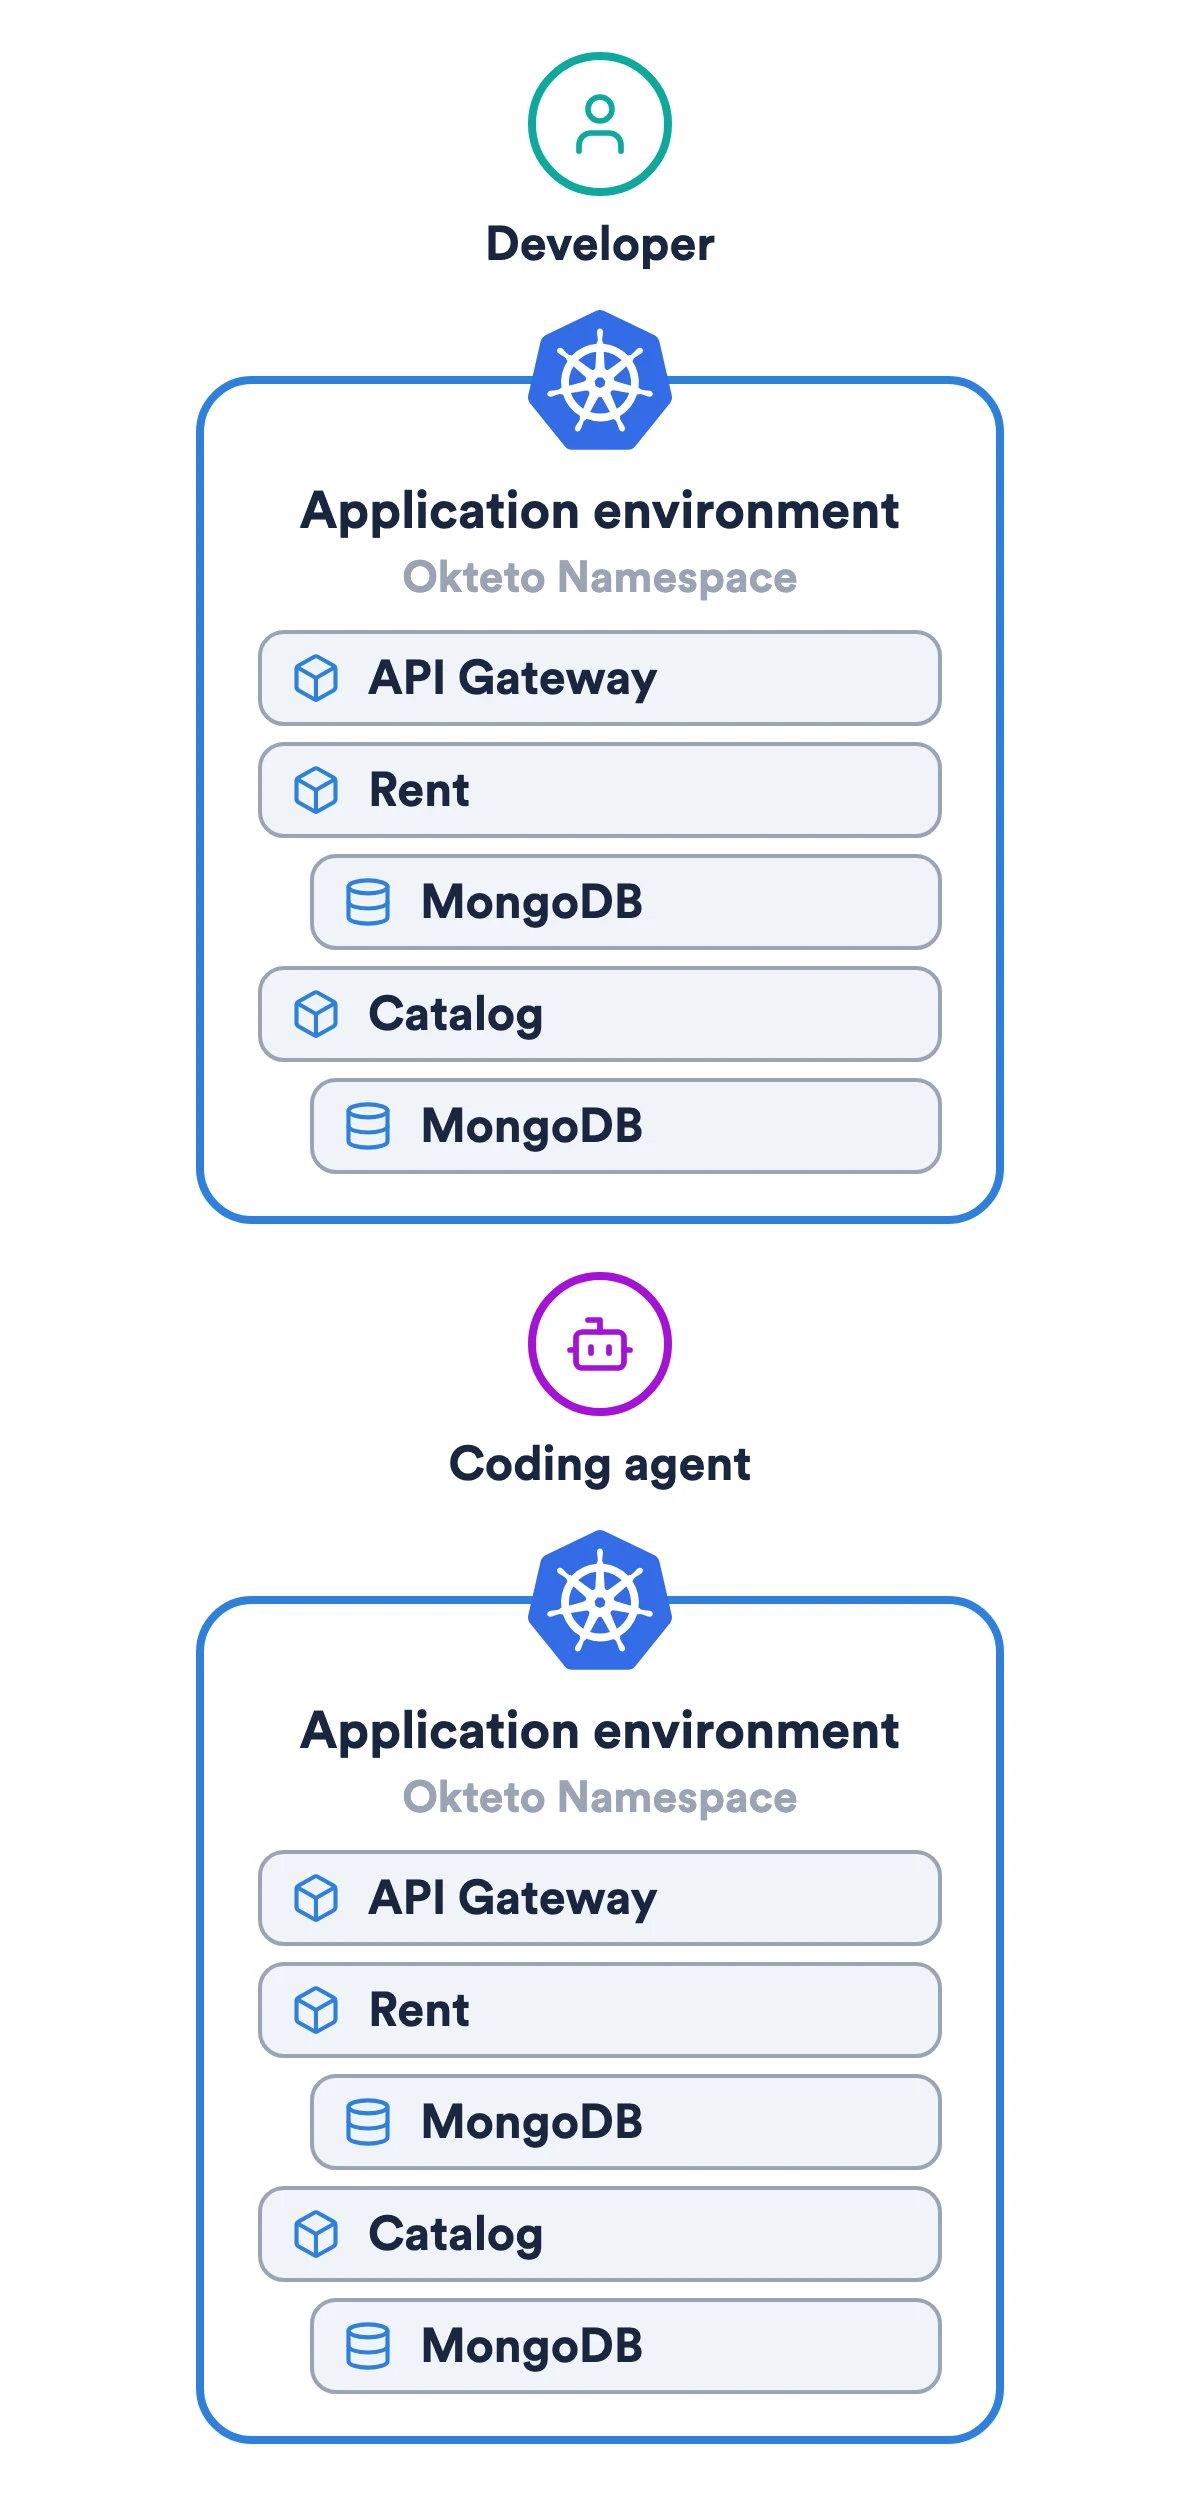 Developer
Application environment
Okteto Namespace
API Gateway
Rent
MongoDB
Catalog
MongoDB
Coding agent
Application environment
Okteto Namespace
API Gateway
Rent
MongoDB
Catalog
MongoDB